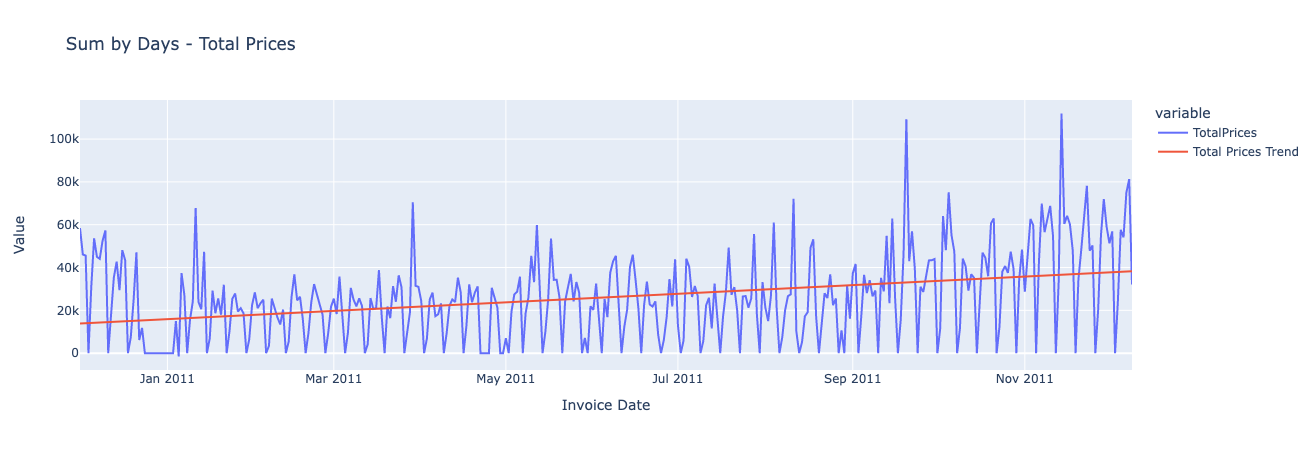 Sum by Days - Total Prices
variable
TotalPrices
Total Prices Trend
Value
100k
80k
60k
40k
20k
0
Jan 2011
Mar 2011
May 2011
Jul 2011
Sep 2011
Nov 2011
Invoice Date